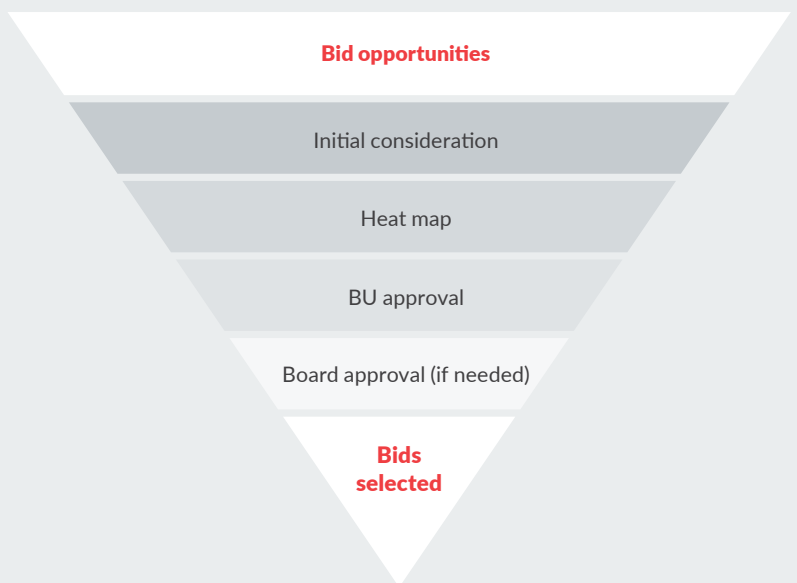 Bid opportunities
Initial consideration
Heat map
BU approval
Board approval (if needed)
Bids
selected